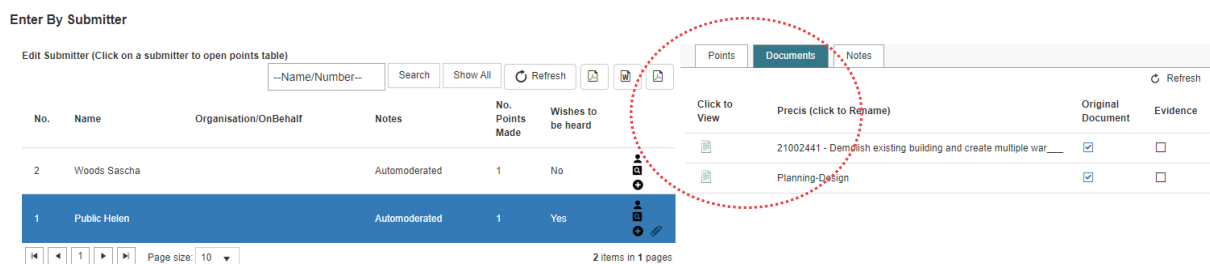 Enter By Submitter
Edit Submitter (Click on a submitter to open points table)
--Name/Number-- Search Show All Refresh
No. Name Organisation/OnBehalf Notes No. Points Made Wishes to be heard
2 Woods Sascha Automoderated 1 No
1 Public Helen Automoderated 1 Yes
1 Page size: 10 2 items in 1 pages
Points Documents Notes
Refresh
Click to View Precis (click to Rename) Original Document Evidence
21002441 - Demolish existing building and create multiple war___
Planning-Design